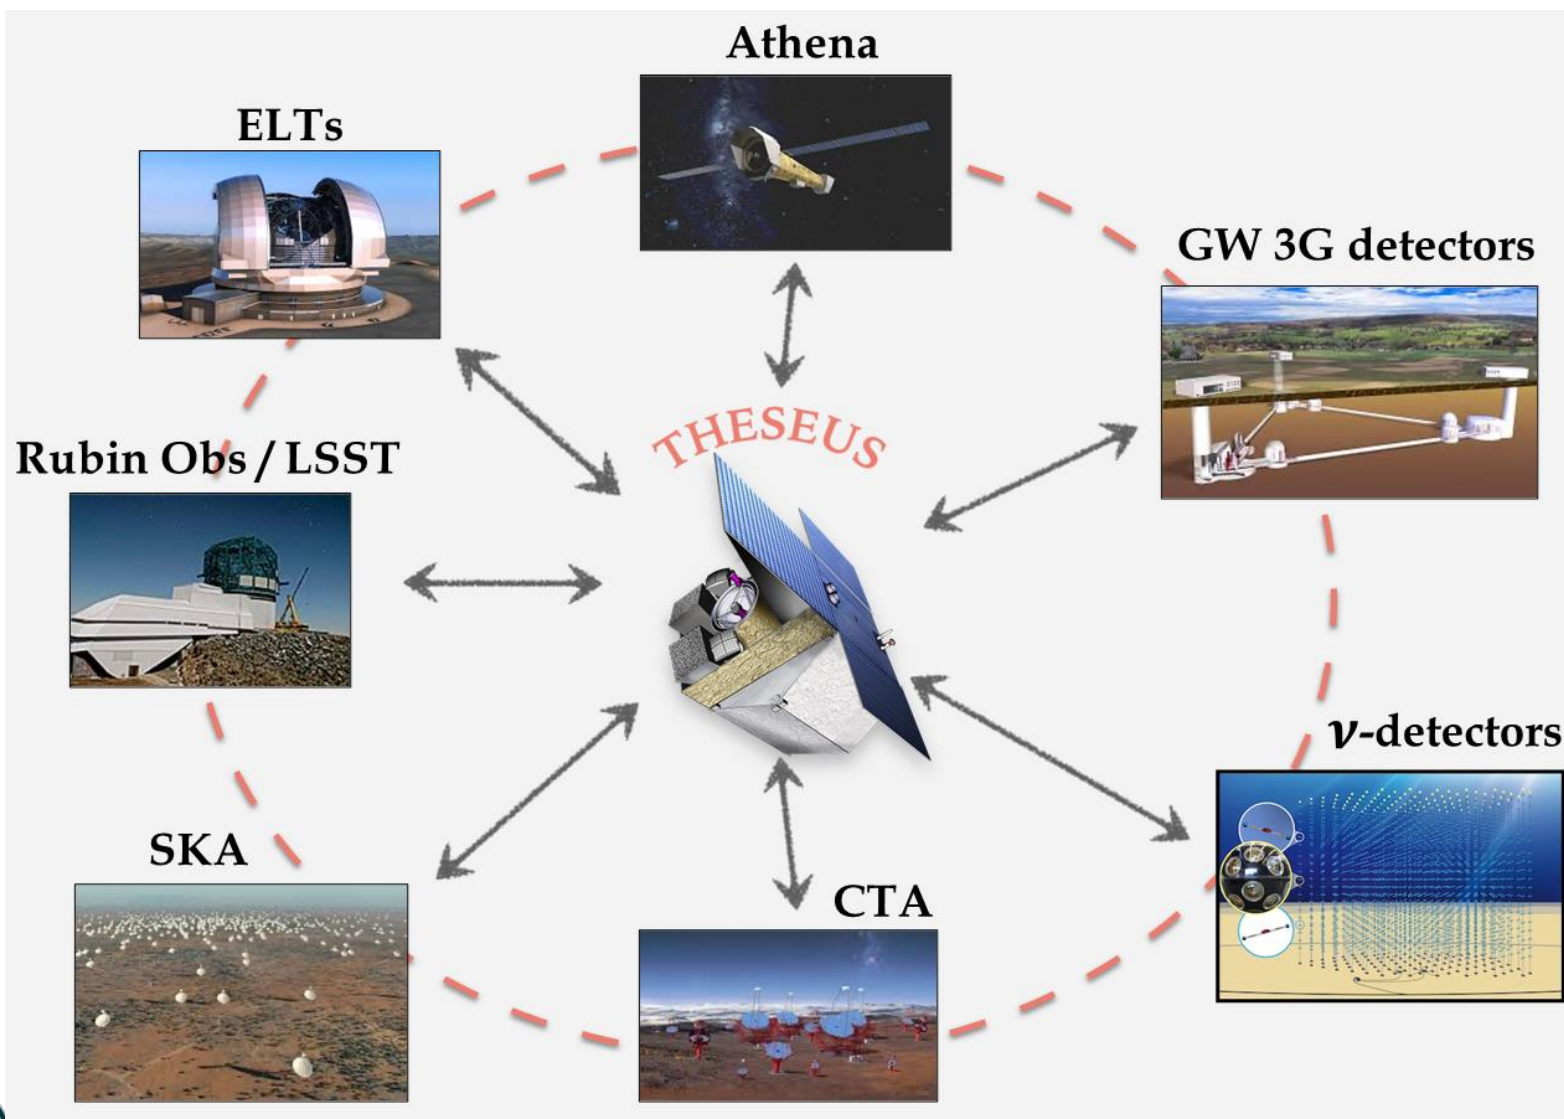 Athena
ELTs
GW 3G detectors
THESEUS
Rubin Obs / LSST
ν-detectors
SKA
CTA